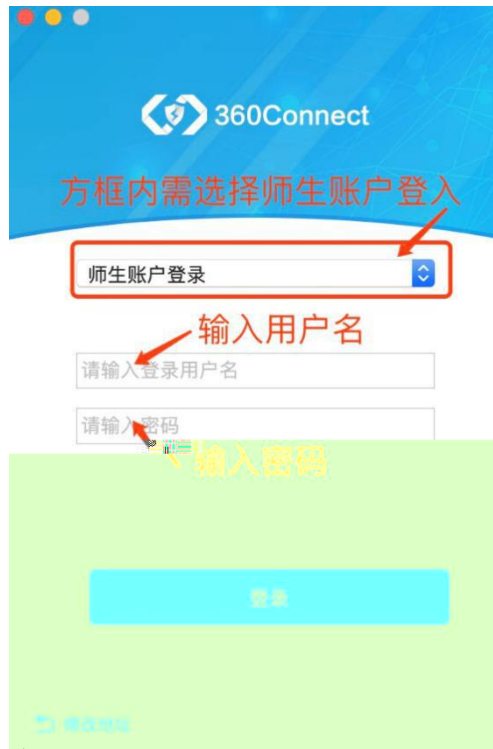 360Connect
方框内需选择师生账户登入
师生账户登录
输入用户名
请输入登录用户名
请输入密码
输入密码
登录
修改地址